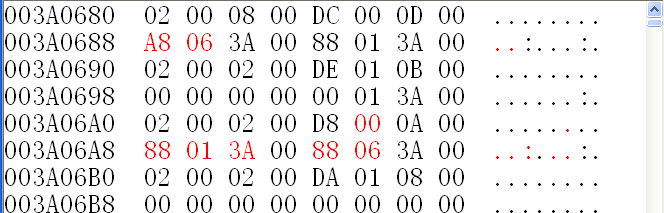 003A0680 02 00 08 00 DC 00 0D 00 ........
003A0688 A8 06 3A 00 88 01 3A 00 ..:...:.
003A0690 02 00 02 00 DE 01 0B 00 ........
003A0698 00 00 00 00 00 01 3A 00 ......:.
003A06A0 02 00 02 00 D8 00 0A 00 ........
003A06A8 88 01 3A 00 88 06 3A 00 ..:...:.
003A06B0 02 00 02 00 DA 01 08 00 ........
003A06B8 00 00 00 00 00 00 00 00 ........